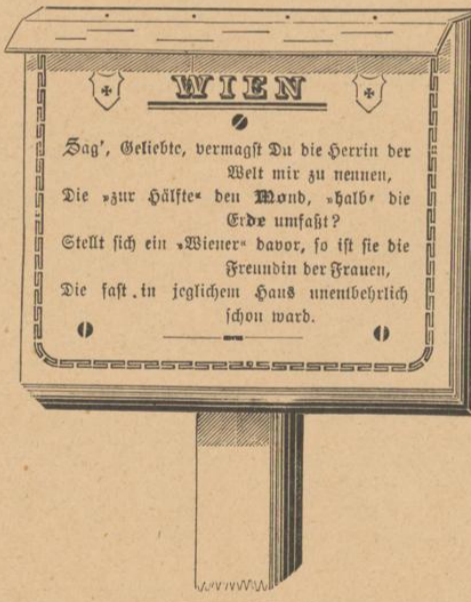 WIEN
Sag', Geliebte, vermagst Du die Herrin der
Welt mir zu nennen,
Die »zur Hälfte« den Mond, »halb« die
Erde umfaßt?
Stellt sich ein »Wiener« davor, so ist sie die
Freundin der Frauen,
Die fast in jeglichem Haus unentbehrlich
schon ward.